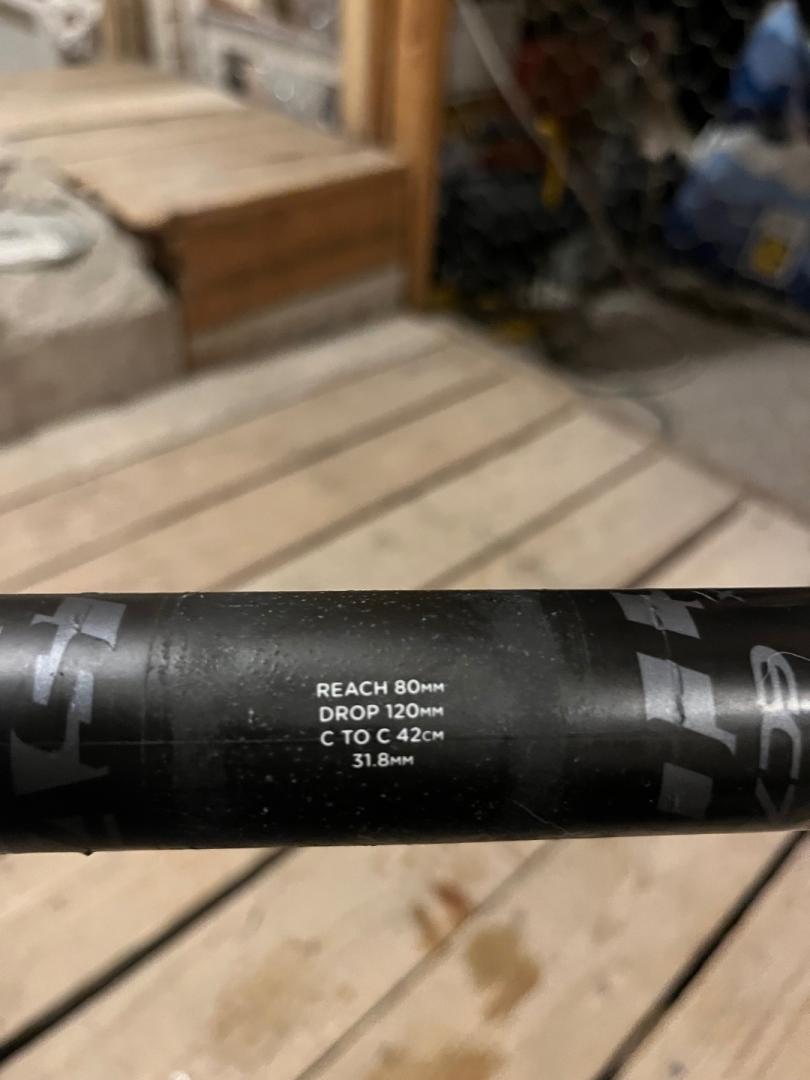 REACH 80MM
DROP 120MM
C TO C 42CM
31.8MM